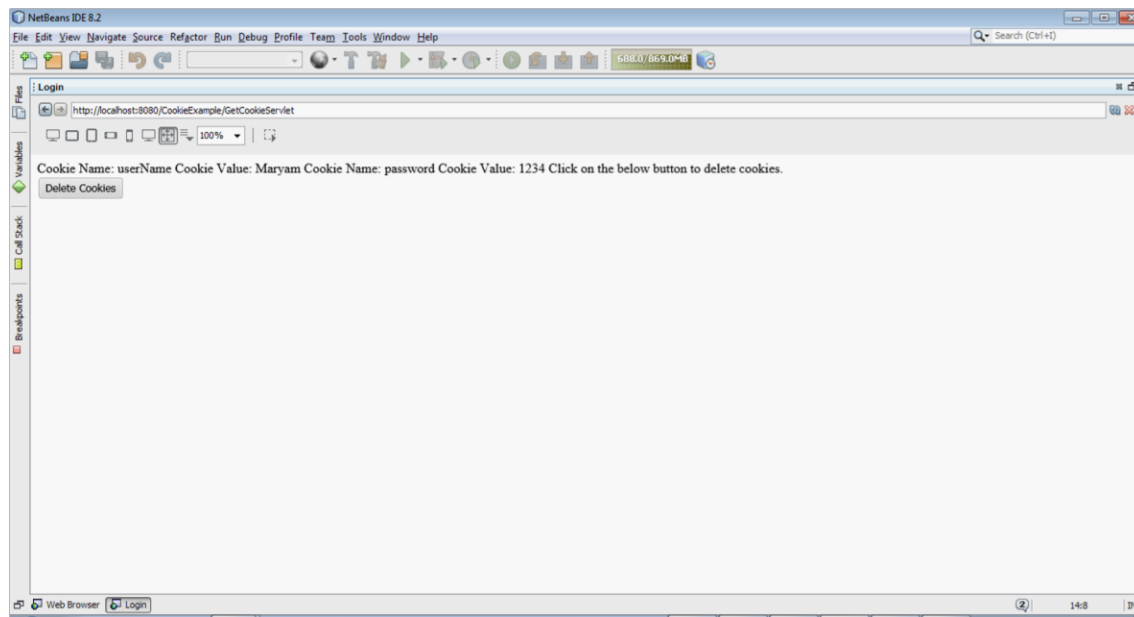 NetBeans IDE 8.2
File Edit View Navigate Source Refactor Run Debug Profile Team Tools Window Help
Search (Ctrl+I)
688.0/869.0MB
Login
Files
http://localhost:8080/CookieExample/GetCookieServlet
100%
Variables
Cookie Name: userName Cookie Value: Maryam Cookie Name: password Cookie Value: 1234 Click on the below button to delete cookies.
Delete Cookies
Call Stack
Breakpoints
Web Browser Login
2 14:8